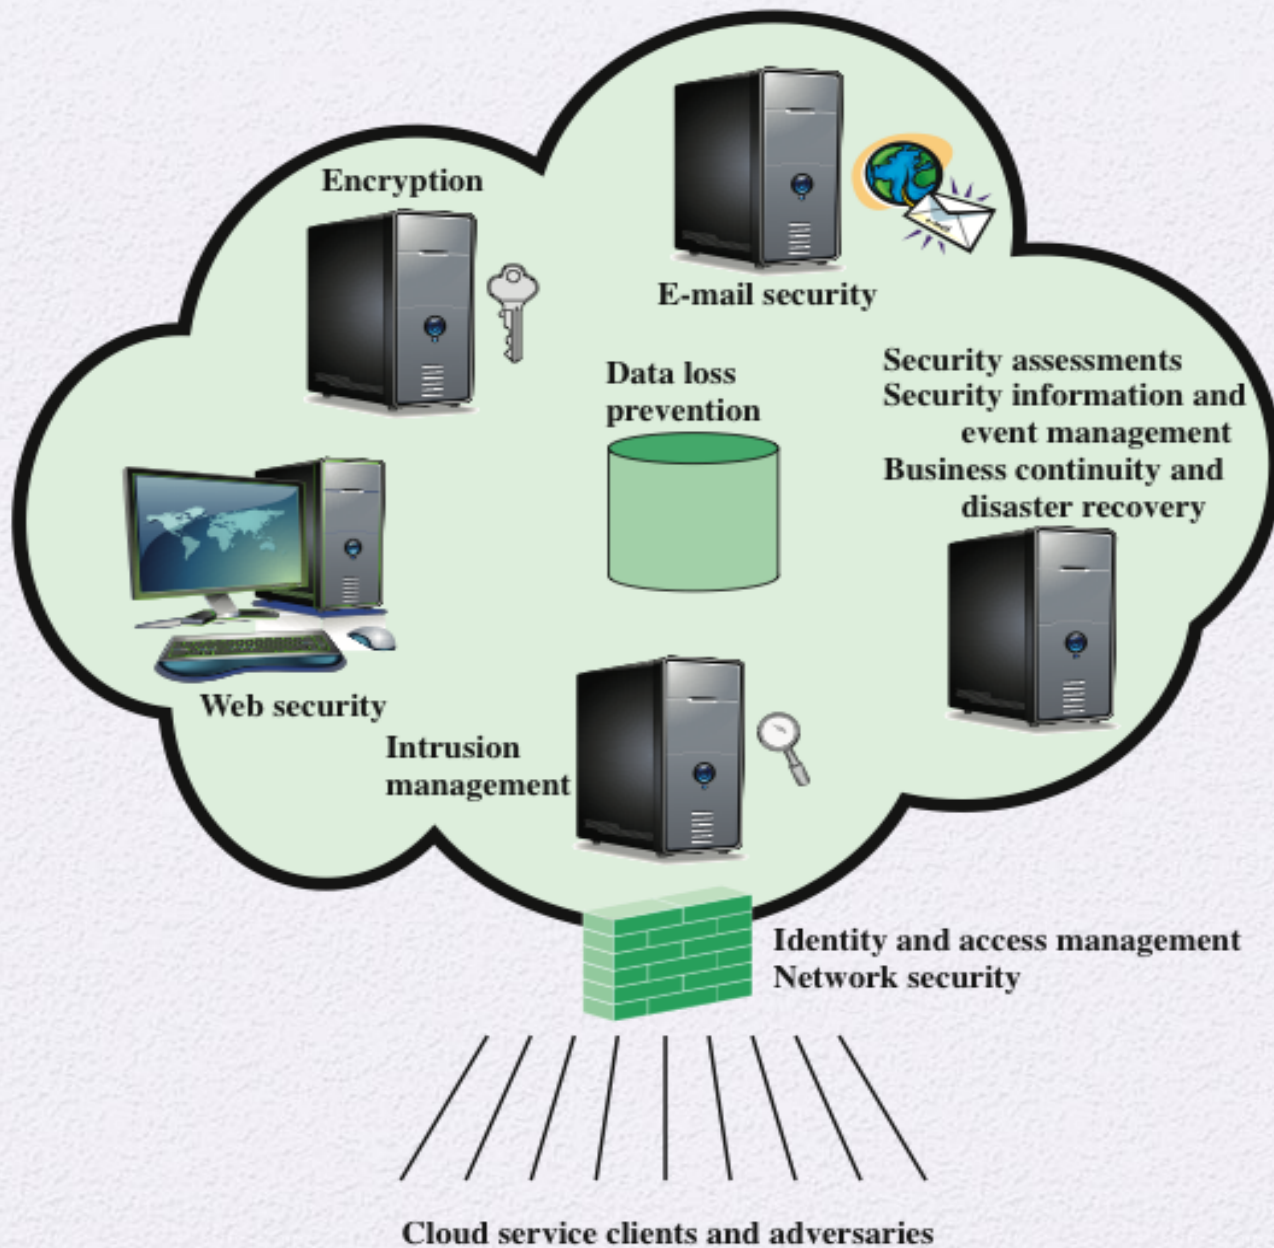 Encryption
E-mail security
Data loss
prevention
Security assessments
Security information and
event management
Business continuity and
disaster recovery
Web security
Intrusion
management
Identity and access management
Network security
Cloud service clients and adversaries